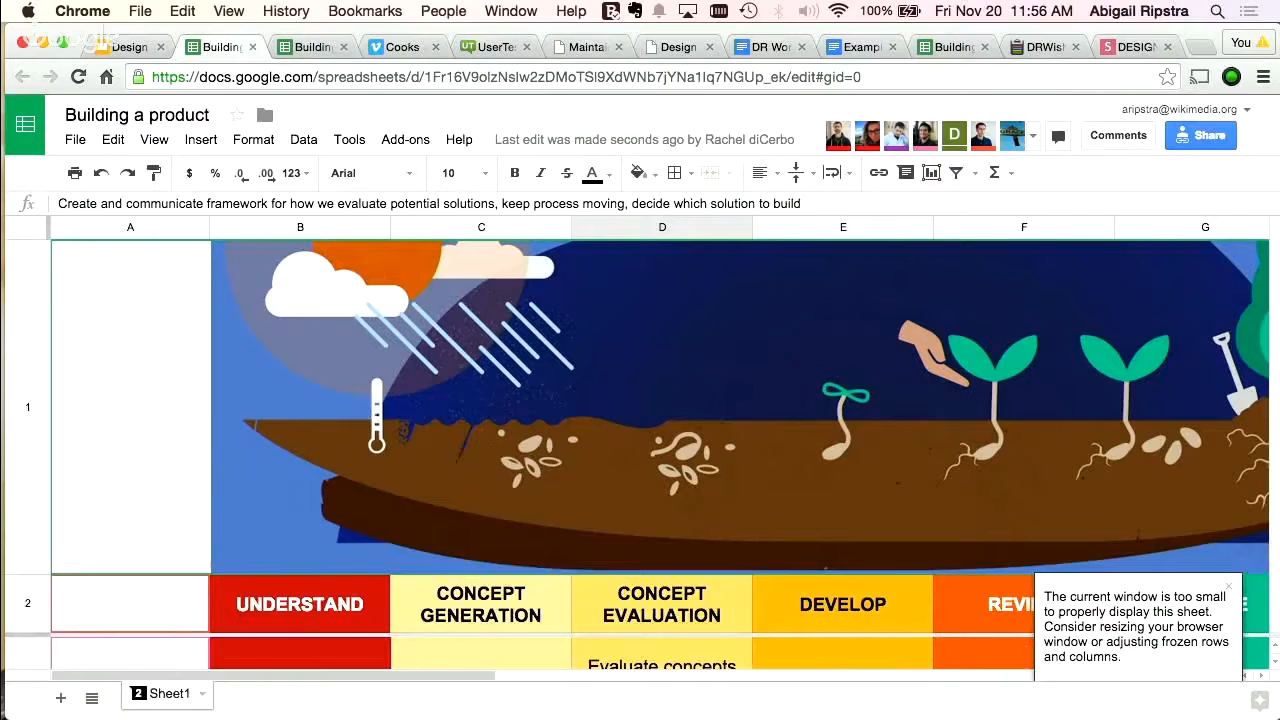 Chrome File Edit View History Bookmarks People Window Help 100% Fri Nov 20 11:56 AM Abigail Ripstra
Google
Design Building Building Cooks UserTe Maintai Design DR Wo Exampl Building DRWis DESIGN You
https://docs.google.com/spreadsheets/d/1Fr16V9olzNslw2zDMoTSl9XdWNb7jYNa1lq7NGUp_ek/edit#gid=0
Building a product
aripstra@wikimedia.org
File Edit View Insert Format Data Tools Add-ons Help Last edit was made seconds ago by Rachel diCerbo
D
Comments
Share
$ % .0 .00 123 Arial 10 B I S A Σ
fx Create and communicate framework for how we evaluate potential solutions, keep process moving, decide which solution to build
A B C D E F G
1
2
UNDERSTAND
CONCEPT
GENERATION
CONCEPT
EVALUATION
DEVELOP
REVI
E
Evaluate concepts
The current window is too small
to properly display this sheet.
Consider resizing your browser
window or adjusting frozen rows
and columns.
2 Sheet1